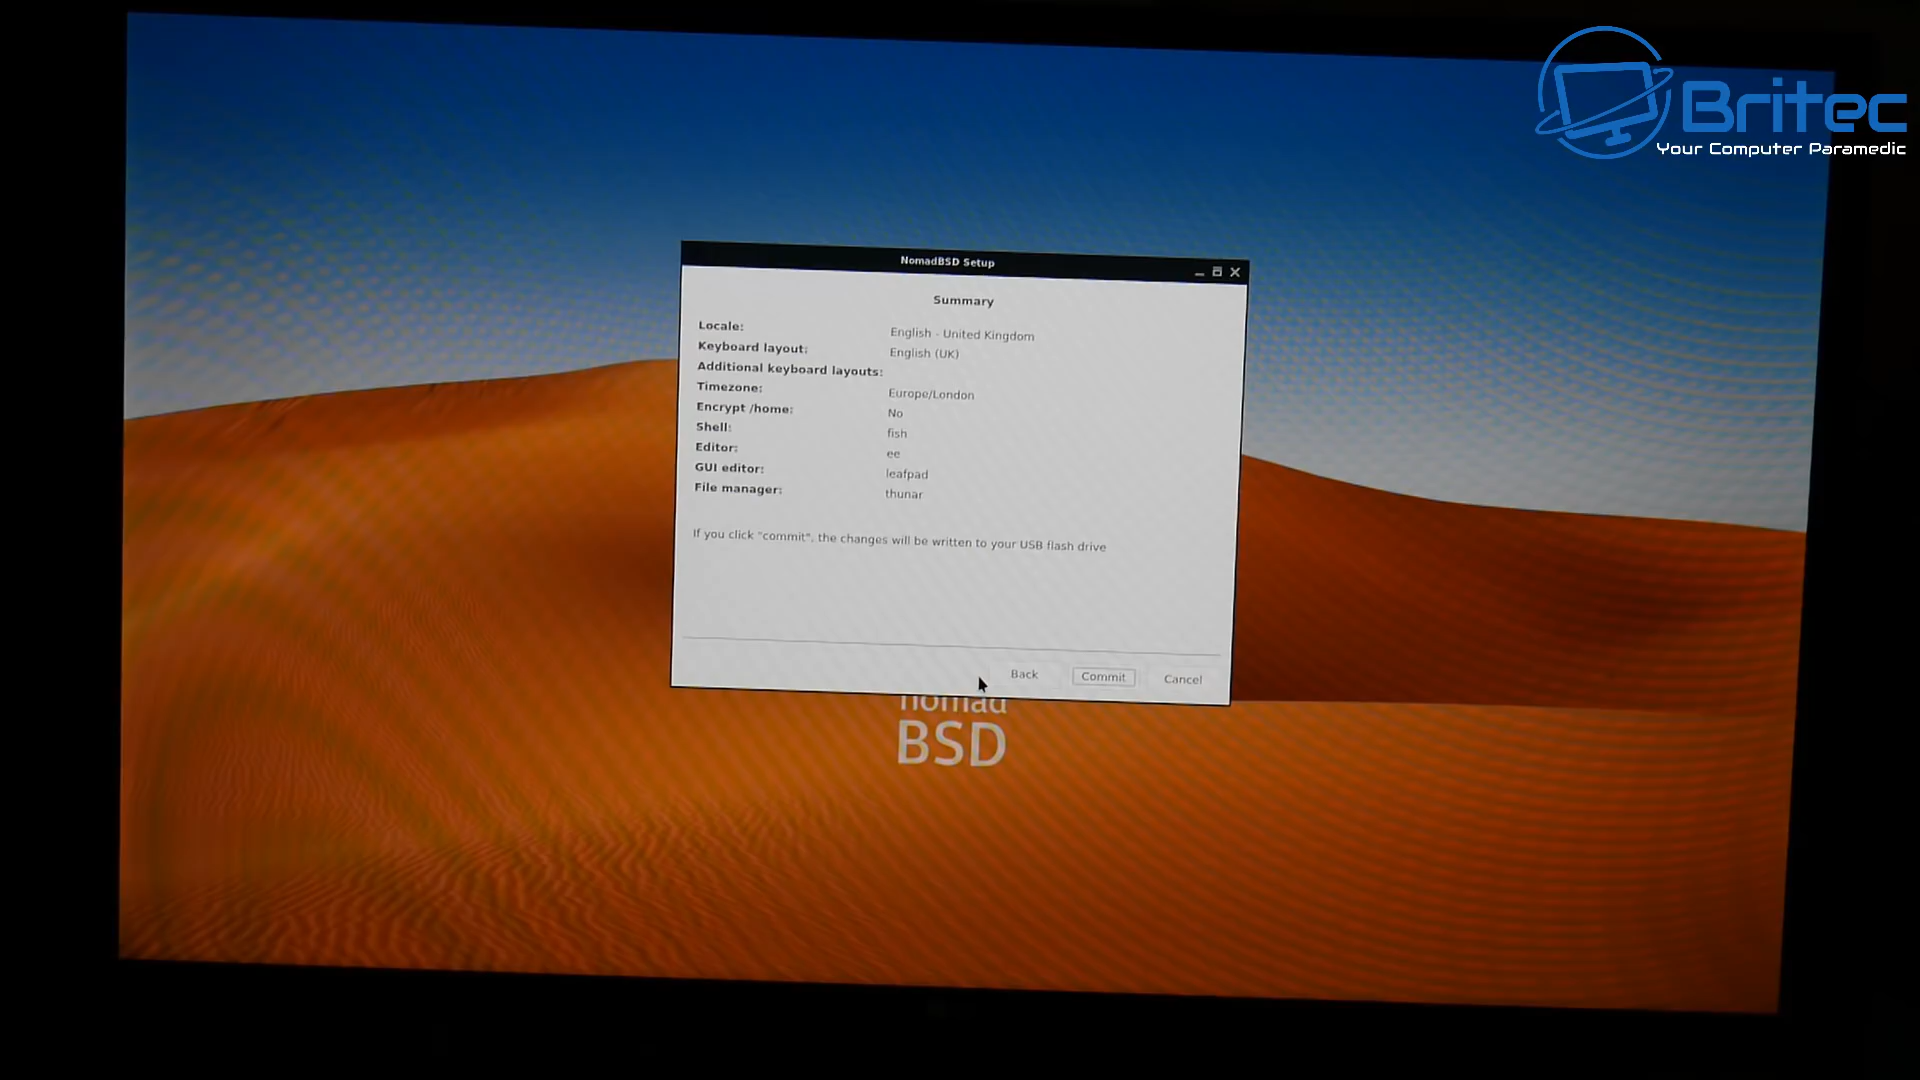 Britec
Your Computer Paramedic
NomadBSD Setup
Summary
Locale: English - United Kingdom
Keyboard layout: English (UK)
Additional keyboard layouts:
Timezone: Europe/London
Encrypt /home: No
Shell: fish
Editor: ee
GUI editor: leafpad
File manager: thunar
If you click "commit", the changes will be written to your USB flash drive
Back Commit Cancel
nomad
BSD